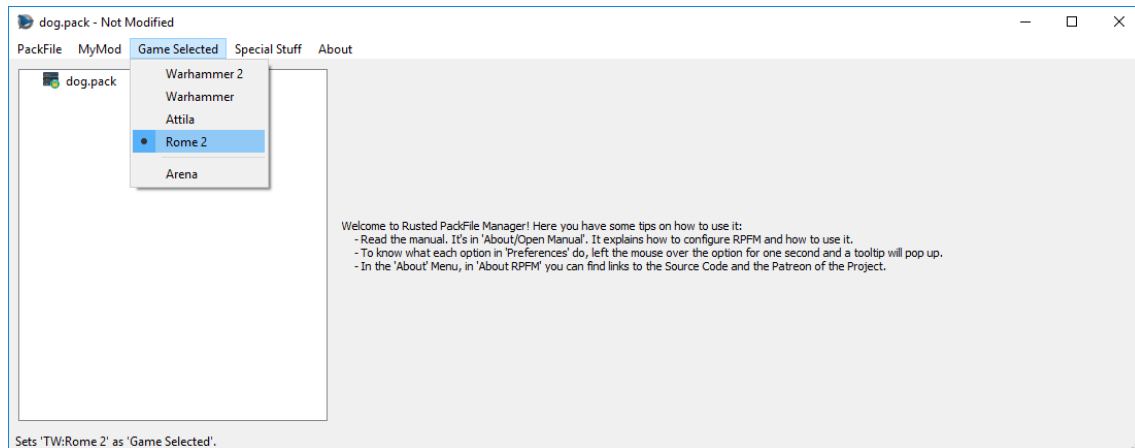 dog.pack - Not Modified
PackFile MyMod Game Selected Special Stuff About
dog.pack
Warhammer 2
Warhammer
Attila
Rome 2
Arena
Welcome to Rusted PackFile Manager! Here you have some tips on how to use it:
- Read the manual. It's in 'About/Open Manual'. It explains how to configure RPFM and how to use it.
- To know what each option in 'Preferences' do, left the mouse over the option for one second and a tooltip will pop up.
- In the 'About' Menu, in 'About RPFM' you can find links to the Source Code and the Patreon of the Project.
Sets 'TW:Rome 2' as 'Game Selected'.